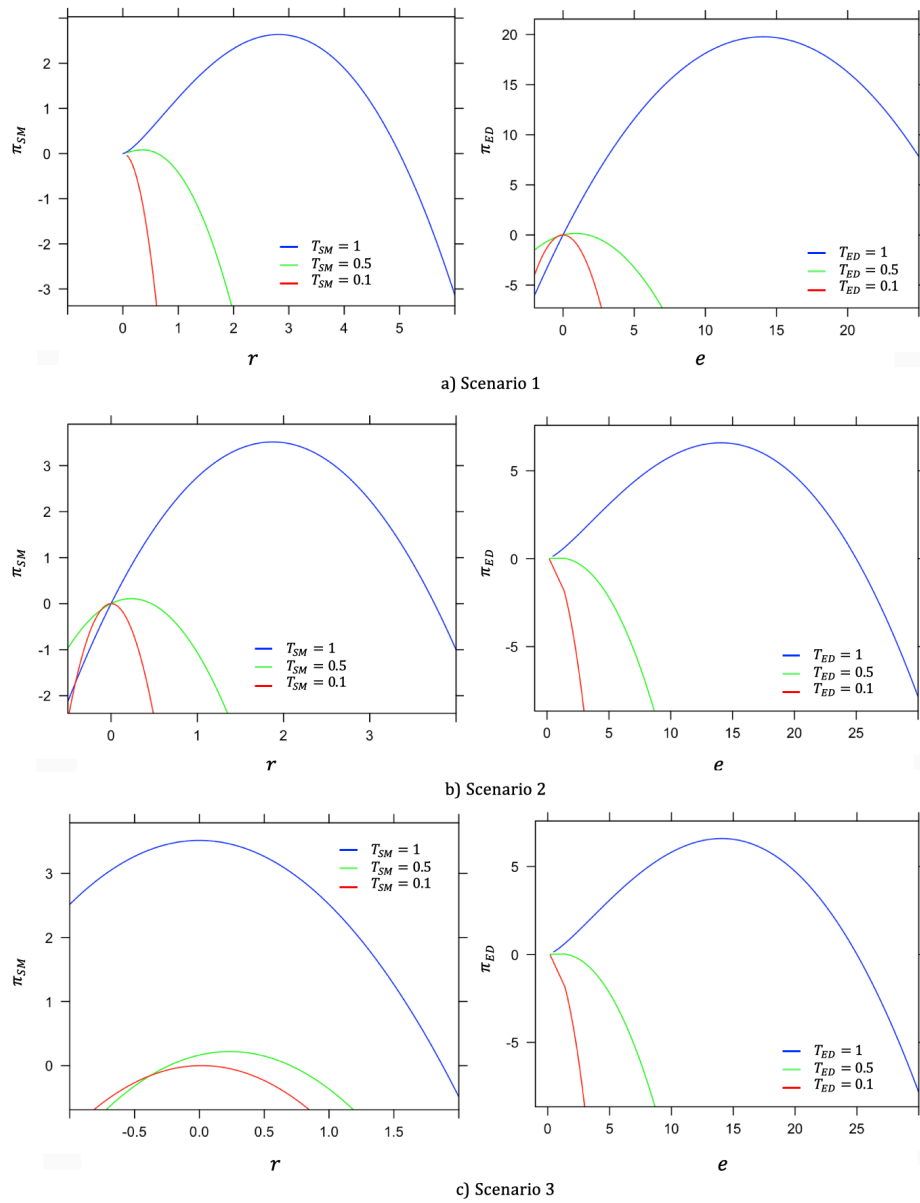 2
1
0
-1
-2
-3
π_SM
0
1
2
3
4
5
r
T_SM = 1
T_SM = 0.5
T_SM = 0.1
20
15
10
5
0
-5
π_ED
0
5
10
15
20
e
T_ED = 1
T_ED = 0.5
T_ED = 0.1
a) Scenario 1
3
2
1
0
-1
-2
π_SM
0
1
2
3
r
T_SM = 1
T_SM = 0.5
T_SM = 0.1
5
0
-5
π_ED
0
5
10
15
20
25
e
T_ED = 1
T_ED = 0.5
T_ED = 0.1
b) Scenario 2
3
2
1
0
π_SM
-0.5
0.0
0.5
1.0
1.5
r
T_SM = 1
T_SM = 0.5
T_SM = 0.1
5
0
-5
π_ED
0
5
10
15
20
25
e
T_ED = 1
T_ED = 0.5
T_ED = 0.1
c) Scenario 3